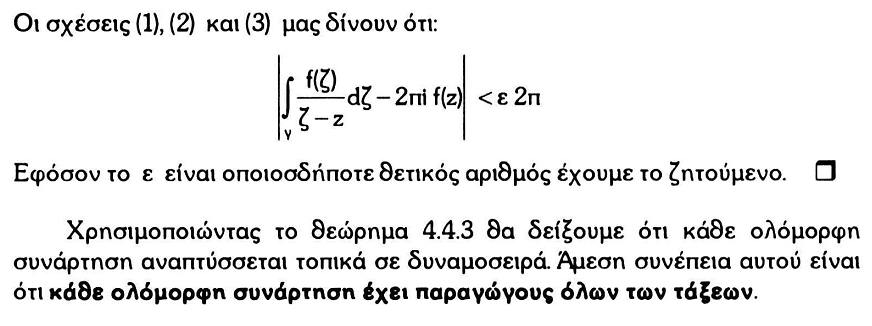 Οι σχέσεις (1), (2) και (3) μας δίνουν ότι:
|∫γ f(ζ)/(ζ – z) dζ – 2πi f(z)| < ε 2π
Εφόσον το ε είναι οποιοσδήποτε θετικός αριθμός έχουμε το ζητούμενο. ❒
Χρησιμοποιώντας το θεώρημα 4.4.3 θα δείξουμε ότι κάθε ολόμορφη
συνάρτηση αναπτύσσεται τοπικά σε δυναμοσειρά. Άμεση συνέπεια αυτού είναι
ότι κάθε ολόμορφη συνάρτηση έχει παραγώγους όλων των τάξεων.